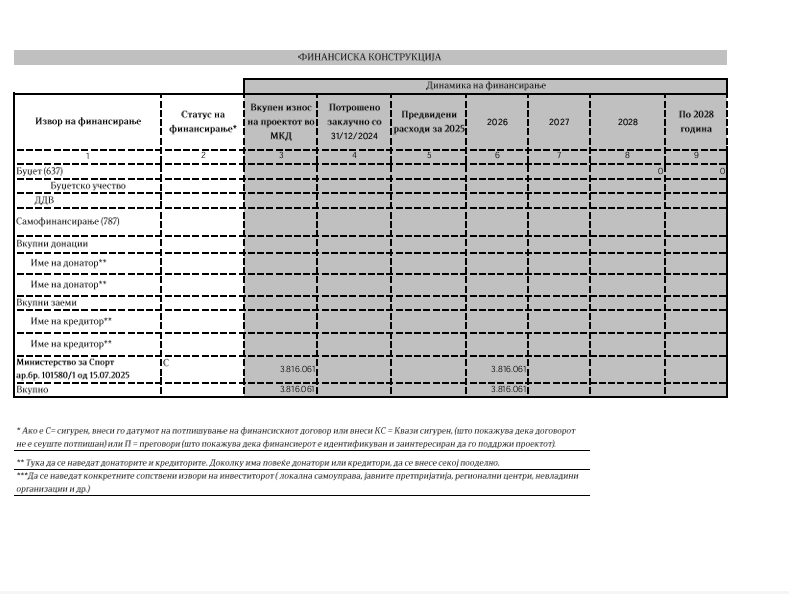 ФИНАНСИСКА КОНСТРУКЦИЈА
Динамика на финансирање
Извор на финансирање Статус на финансирање* Вкупен износ на проектот во МКД Потрошено заклучно со 31/12/2024 Предвидени расходи за 2025 2026 2027 2028 По 2028 година
1 2 3 4 5 6 7 8 9
Буџет (637) 0 0
Буџетско учество
ДДВ
Самофинансирање (787)
Вкупни донации
Име на донатор**
Име на донатор**
Вкупни заеми
Име на кредитор**
Име на кредитор**
Министерство за Спорт С
ар.бр. 101580/1 од 15.07.2025 3.816.061 3.816.061
Вкупно 3.816.061 3.816.061
* Ако е С= сигурен, внеси го датумот на потпишување на финансискиот договор или внеси КС = Квази сигурен, (што покажува дека договорот
не е сеуште потпишан) или П = преговори (што покажува дека финансиерот е идентификуван и заинтересиран да го поддржи проектот).
** Тука да се наведат донаторите и кредиторите. Доколку има повеќе донатори или кредитори, да се внесе секој пооделно.
***Да се наведат конкретните сопствени извори на инвеститорот ( локална самоуправа, јавните претпријатија, регионални центри, невладини
организации и др.)